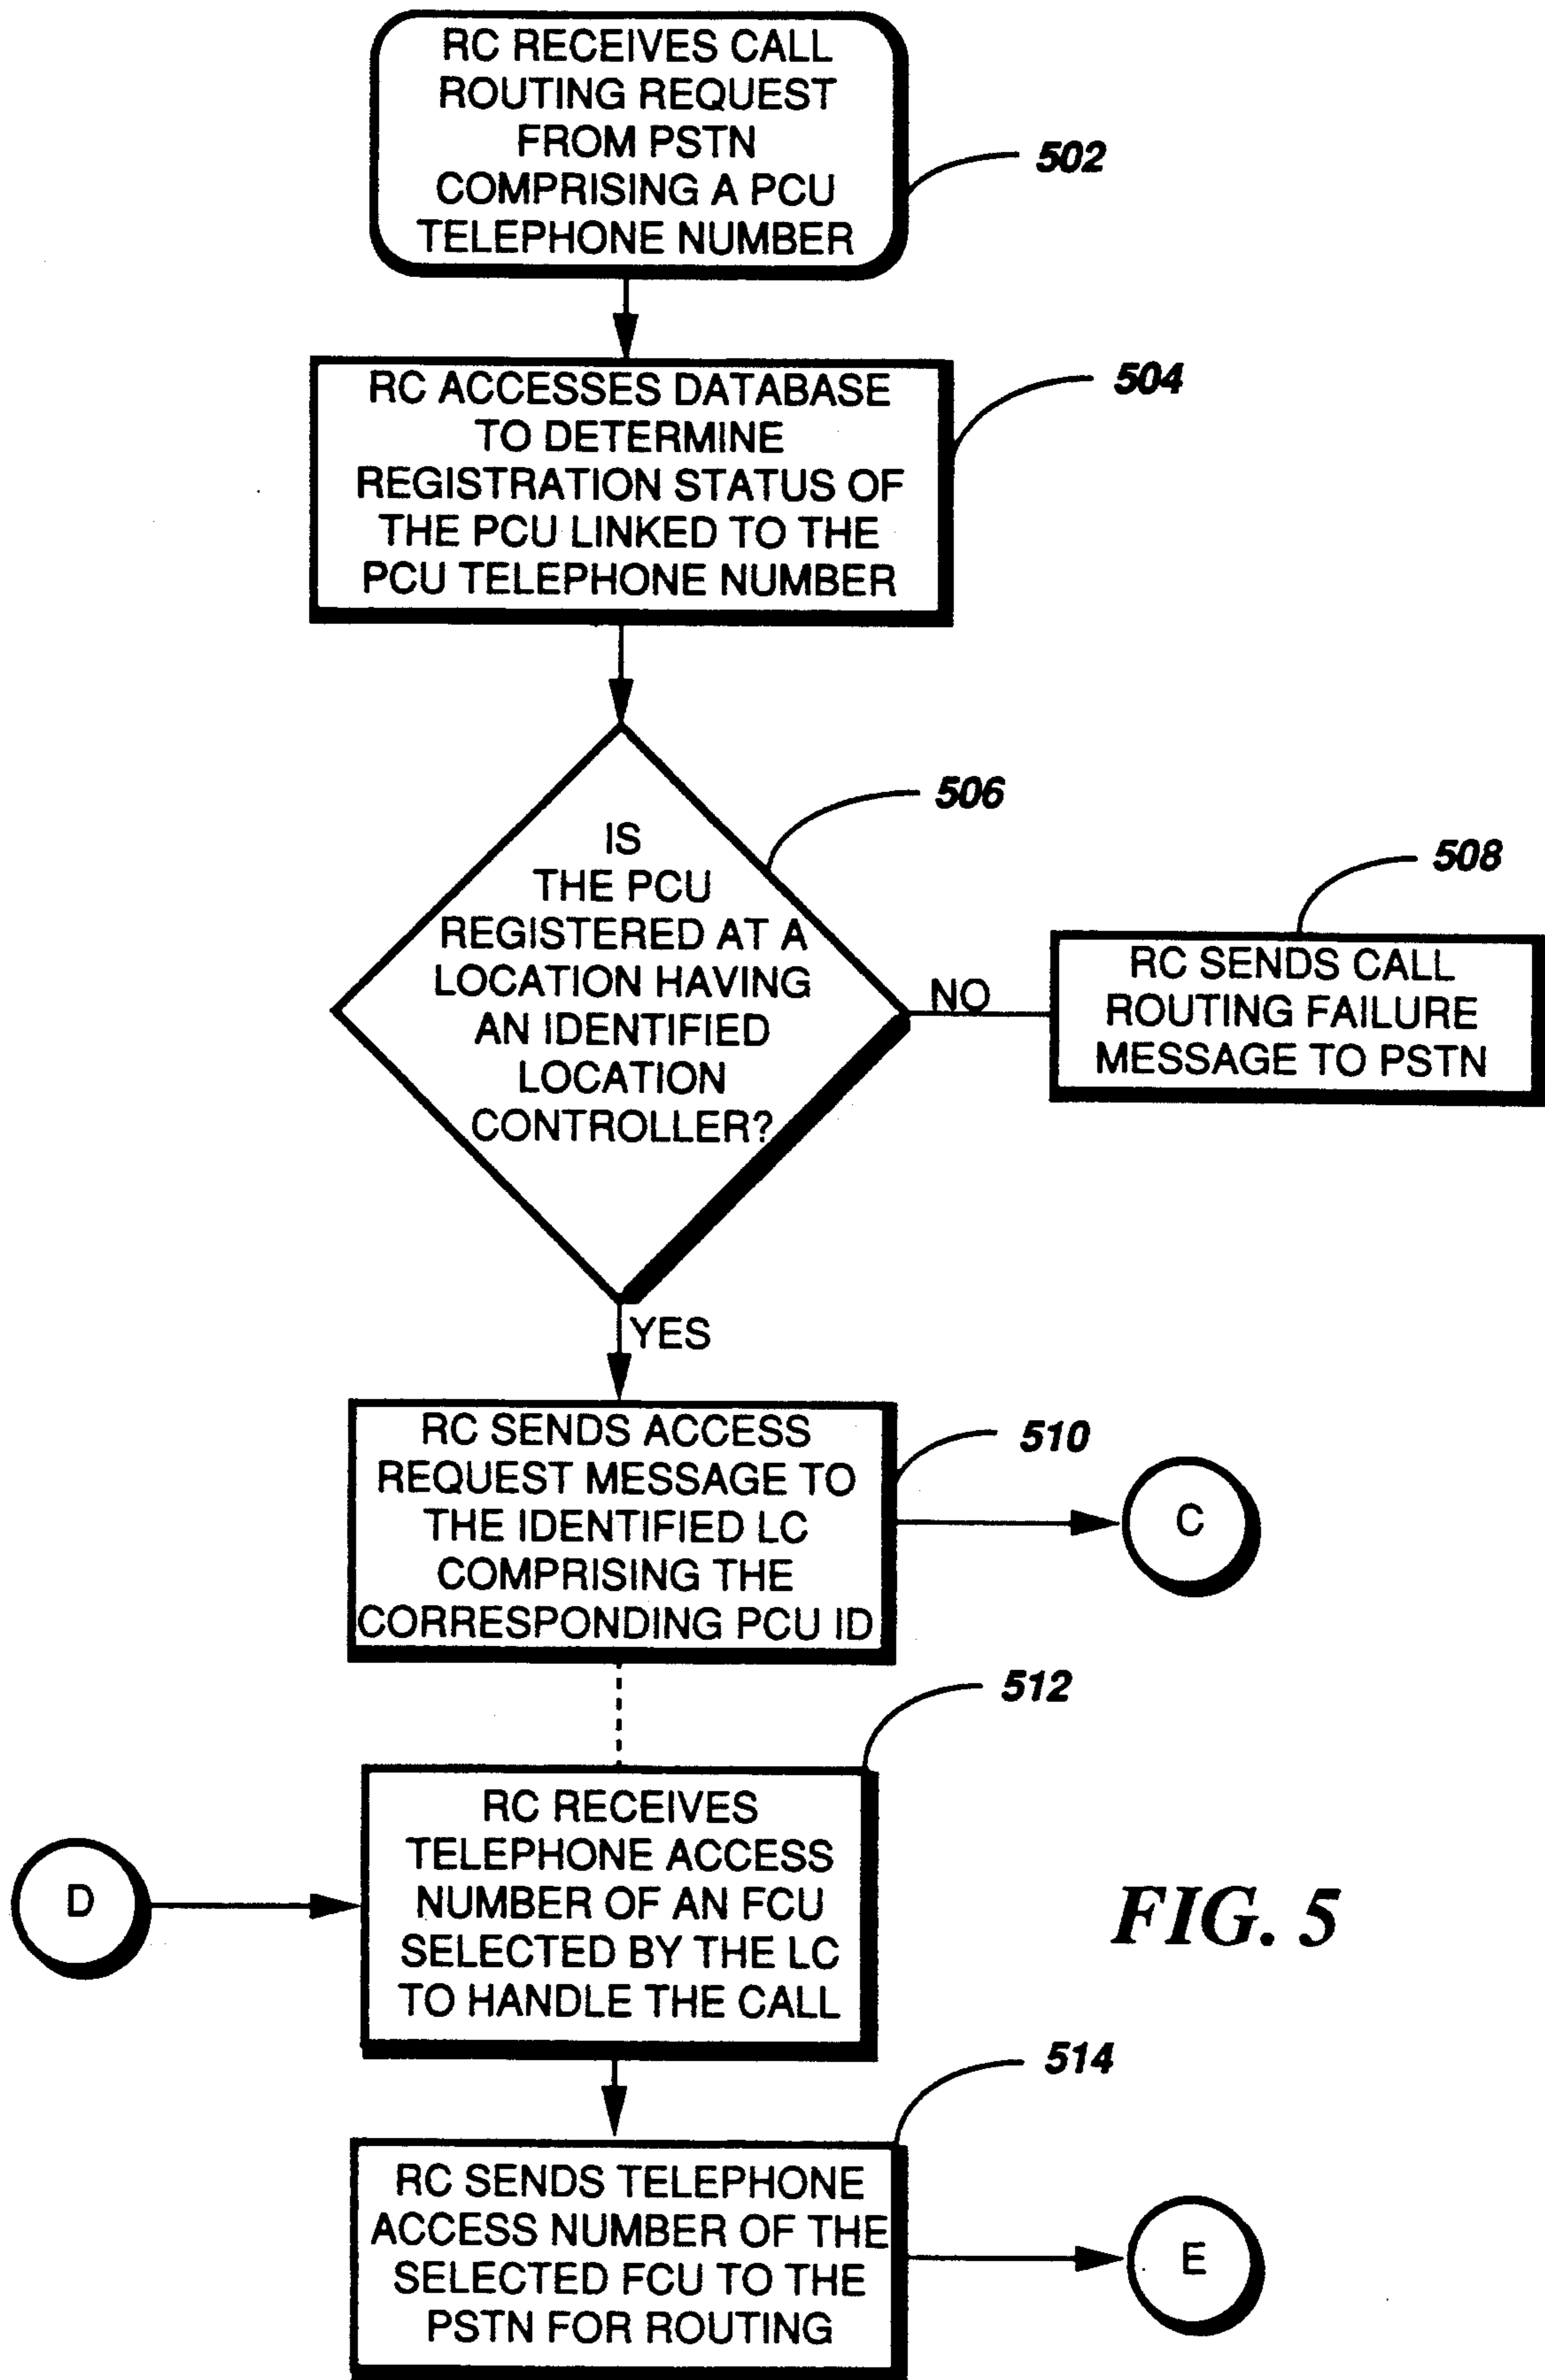 RC RECEIVES CALL
ROUTING REQUEST
FROM PSTN
COMPRISING A PCU
TELEPHONE NUMBER
502
RC ACCESSES DATABASE
TO DETERMINE
REGISTRATION STATUS OF
THE PCU LINKED TO THE
PCU TELEPHONE NUMBER
504
IS
THE PCU
REGISTERED AT A
LOCATION HAVING
AN IDENTIFIED
LOCATION
CONTROLLER?
506
NO
508
RC SENDS CALL
ROUTING FAILURE
MESSAGE TO PSTN
YES
RC SENDS ACCESS
REQUEST MESSAGE TO
THE IDENTIFIED LC
COMPRISING THE
CORRESPONDING PCU ID
510
C
512
D
RC RECEIVES
TELEPHONE ACCESS
NUMBER OF AN FCU
SELECTED BY THE LC
TO HANDLE THE CALL
FIG. 5
514
RC SENDS TELEPHONE
ACCESS NUMBER OF THE
SELECTED FCU TO THE
PSTN FOR ROUTING
E